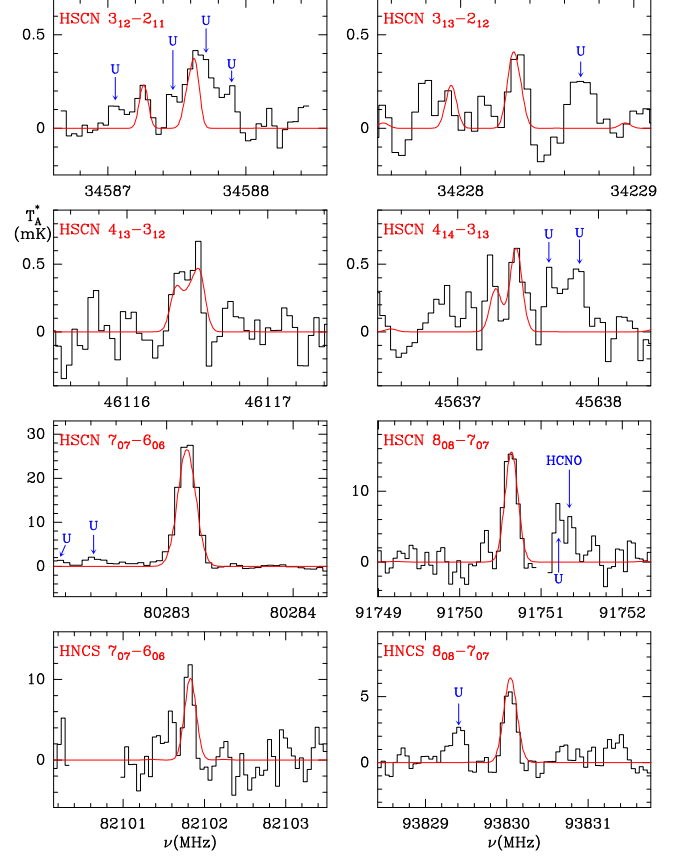 HSCN 3₁₂−2₁₁
HSCN 3₁₃−2₁₂
0.5
0
U
U
U
U
34587
34588
0.5
0
U
34228
34229
T*A
(mK)
HSCN 4₁₃−3₁₂
HSCN 4₁₄−3₁₃
0.5
0
46116
46117
0.5
0
U
U
45637
45638
HSCN 7₀₇−6₀₆
HSCN 8₀₈−7₀₇
30
20
10
0
U
U
80283
80284
10
0
HCNO
U
91749
91750
91751
91752
HNCS 7₀₇−6₀₆
HNCS 8₀₈−7₀₇
10
0
82101
82102
82103
ν(MHz)
5
0
U
93829
93830
93831
ν(MHz)